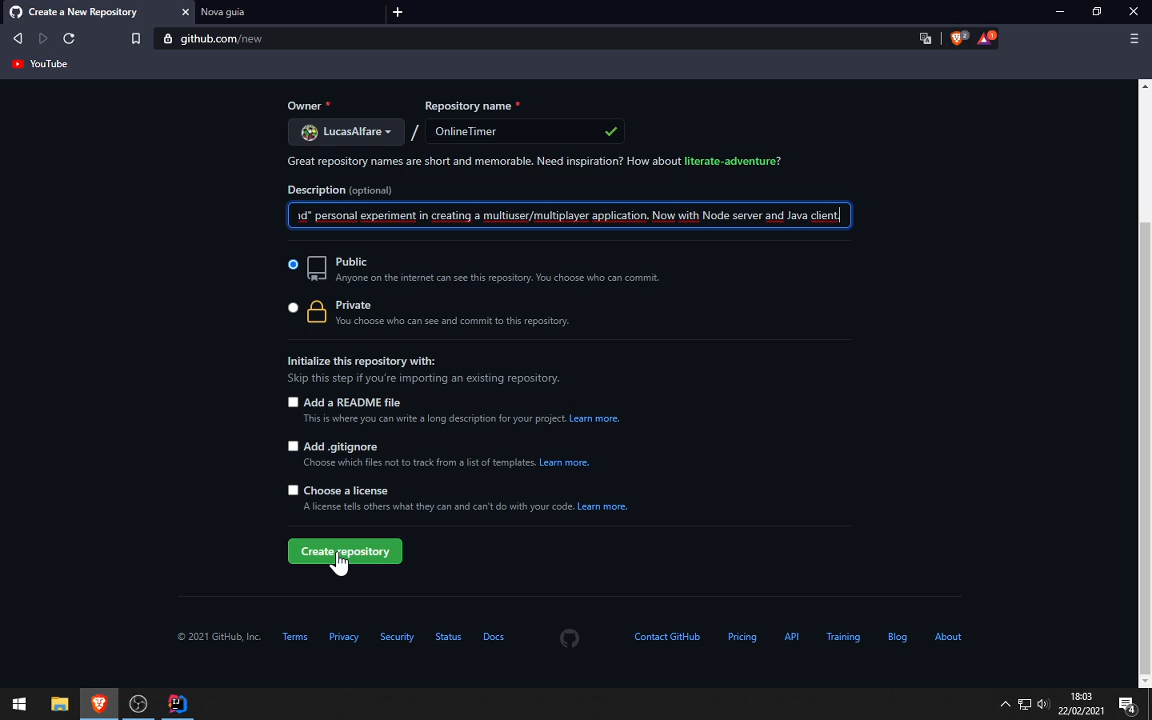 Create a New Repository
Nova guia
github.com/new
2
1
YouTube
Owner *
Repository name *
LucasAlfare
/
OnlineTimer
Great repository names are short and memorable. Need inspiration? How about literate-adventure?
Description (optional)
personal experiment in creating a multiuser/multiplayer application. Now with Node server and Java client.
Public
Anyone on the internet can see this repository. You choose who can commit.
Private
You choose who can see and commit to this repository.
Initialize this repository with:
Skip this step if you're importing an existing repository.
Add a README file
This is where you can write a long description for your project. Learn more.
Add .gitignore
Choose which files not to track from a list of templates. Learn more.
Choose a license
A license tells others what they can and can't do with your code. Learn more.
Create repository
© 2021 GitHub, Inc. Terms Privacy Security Status Docs Contact GitHub Pricing API Training Blog About
18:03
22/02/2021
4